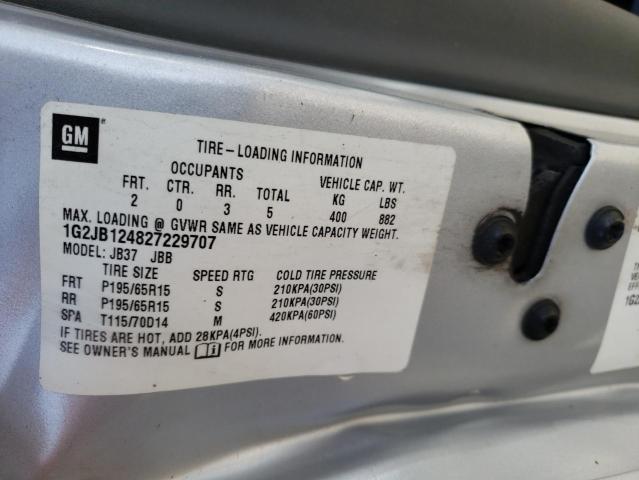 GM
TIRE-LOADING INFORMATION
OCCUPANTS VEHICLE CAP. WT.
FRT. CTR. RR. TOTAL KG LBS
2 0 3 5 400 882
MAX. LOADING @ GVWR SAME AS VEHICLE CAPACITY WEIGHT.
1G2JB124827229707
MODEL: JB37 JBB
TIRE SIZE SPEED RTG COLD TIRE PRESSURE
FRT P195/65R15 S 210KPA(30PSI)
RR P195/65R15 S 210KPA(30PSI)
SPA T115/70D14 M 420KPA(60PSI)
IF TIRES ARE HOT, ADD 28KPA(4PSI).
SEE OWNER'S MANUAL FOR MORE INFORMATION.